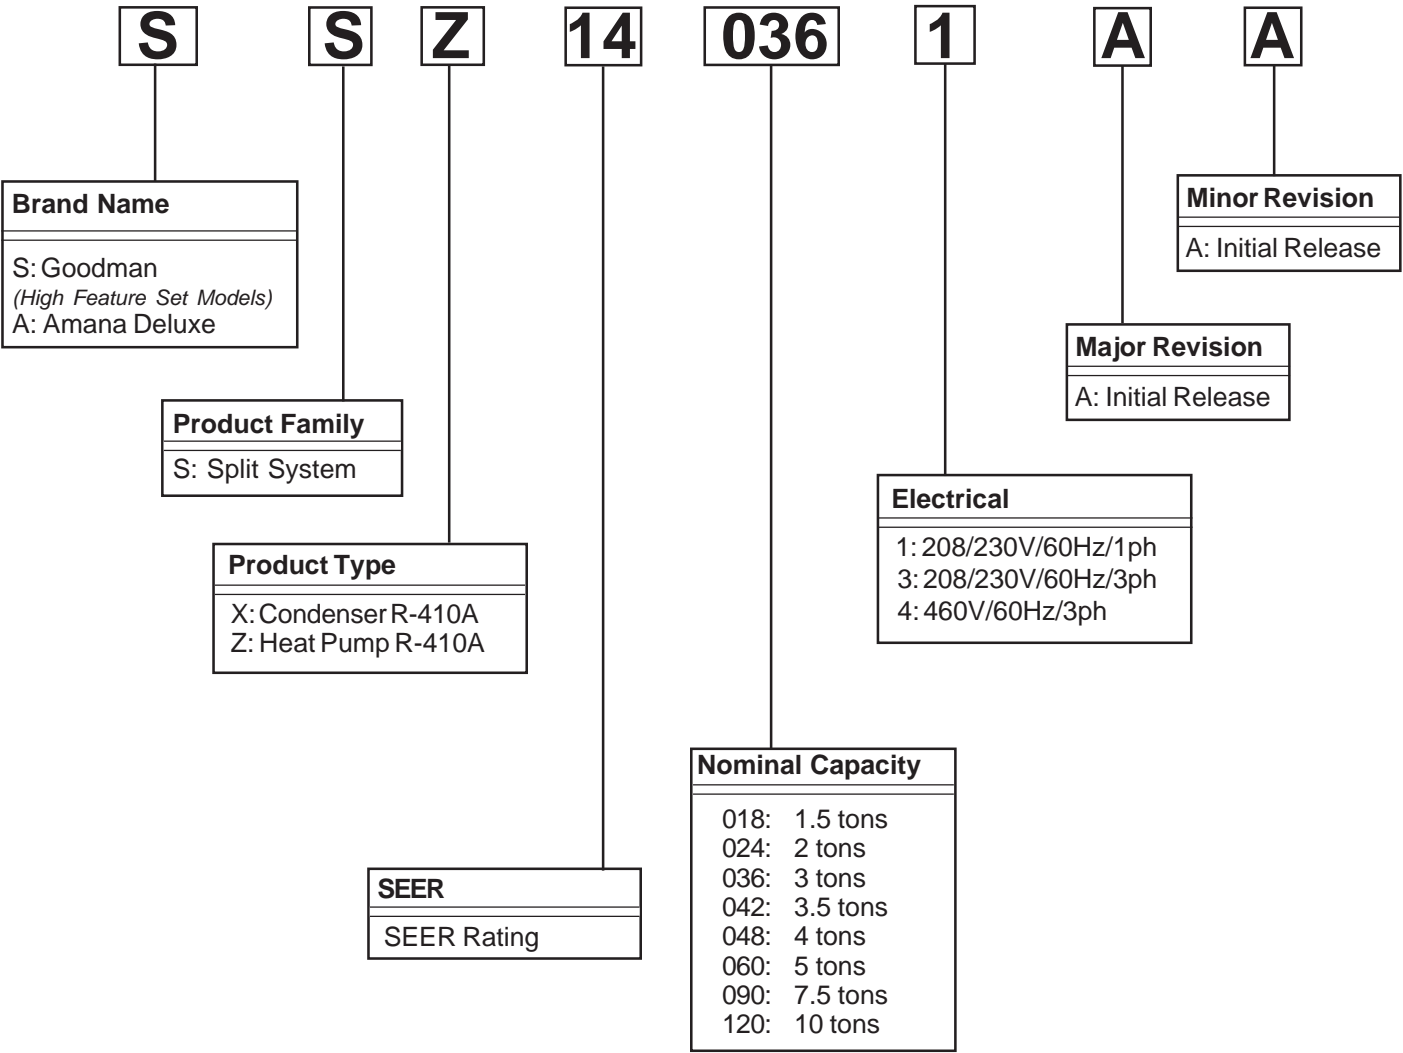 S S Z 14 036 1 A A
Brand Name
S: Goodman
(High Feature Set Models)
A: Amana Deluxe
Minor Revision
A: Initial Release
Major Revision
A: Initial Release
Product Family
S: Split System
Electrical
1: 208/230V/60Hz/1ph
3: 208/230V/60Hz/3ph
4: 460V/60Hz/3ph
Product Type
X: Condenser R-410A
Z: Heat Pump R-410A
Nominal Capacity
018: 1.5 tons
024: 2 tons
036: 3 tons
042: 3.5 tons
048: 4 tons
060: 5 tons
090: 7.5 tons
120: 10 tons
SEER
SEER Rating